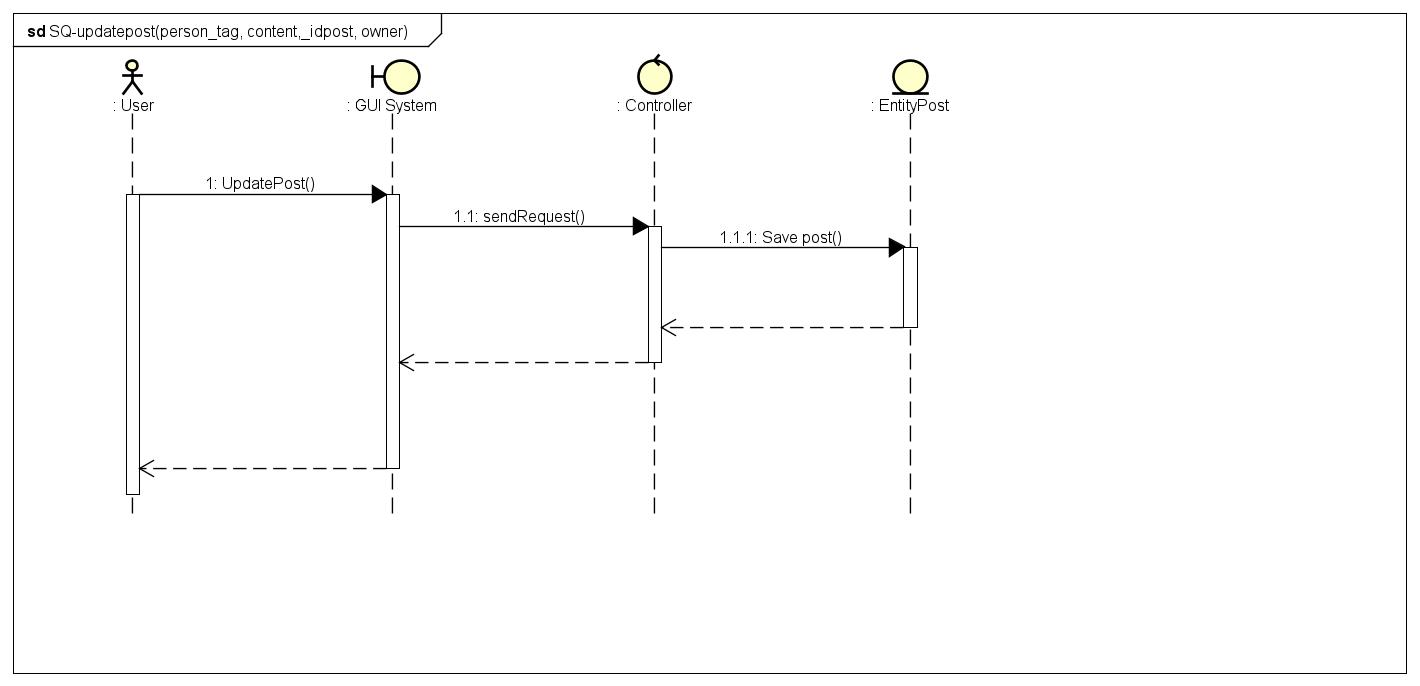 sd SQ-updatepost(person_tag, content,_idpost, owner)
: User
: GUI System
: Controller
: EntityPost
1: UpdatePost()
1.1: sendRequest()
1.1.1: Save post()